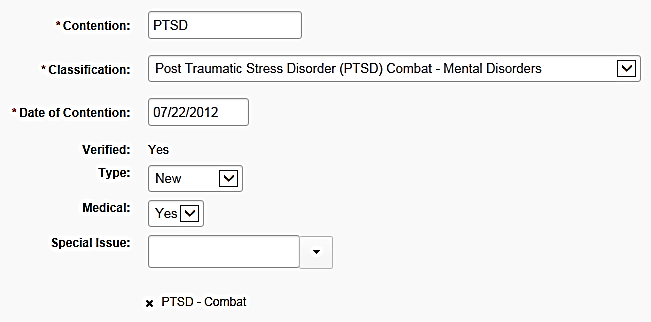 * Contention: PTSD
* Classification: Post Traumatic Stress Disorder (PTSD) Combat - Mental Disorders
* Date of Contention: 07/22/2012
Verified: Yes
Type: New
Medical: Yes
Special Issue:
× PTSD - Combat